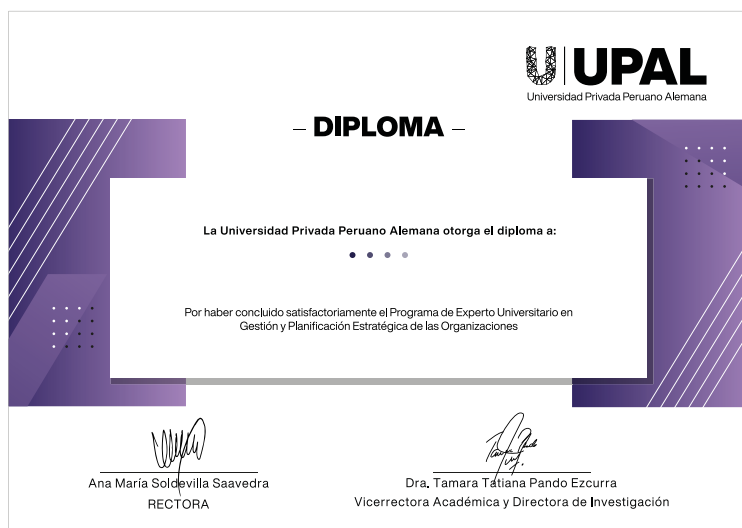 UPAL
Universidad Privada Peruano Alemana
– DIPLOMA –
La Universidad Privada Peruano Alemana otorga el diploma a:
Por haber concluido satisfactoriamente el Programa de Experto Universitario en
Gestión y Planificación Estratégica de las Organizaciones
Ana María Soldevilla Saavedra
RECTORA
Dra. Tamara Tatiana Pando Ezcurra
Vicerrectora Académica y Directora de Investigación